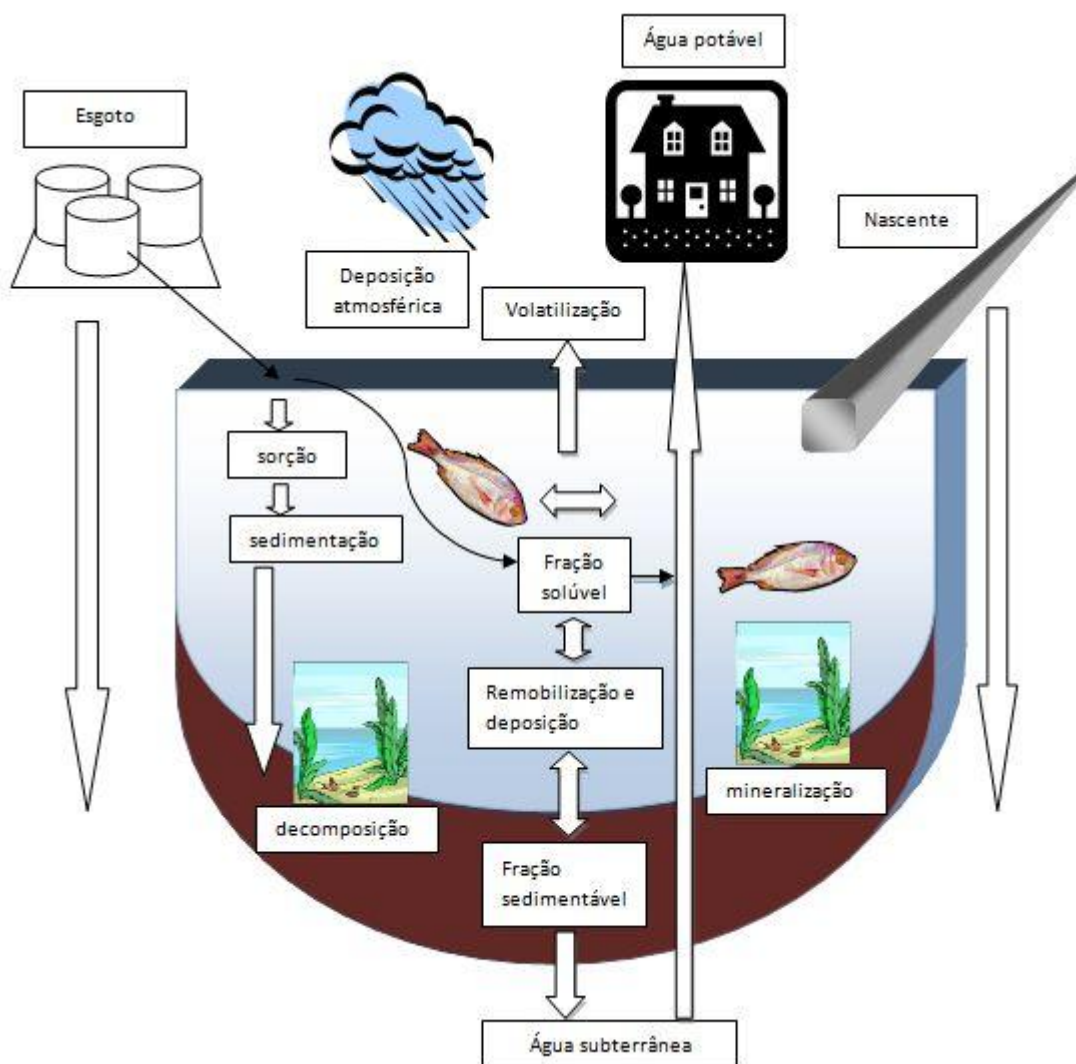 Água potável
Esgoto
Nascente
Deposição
atmosférica
Volatilização
sorção
sedimentação
Fração
solúvel
Remobilização e
deposição
mineralização
decomposição
Fração
sedimentável
Água subterrânea